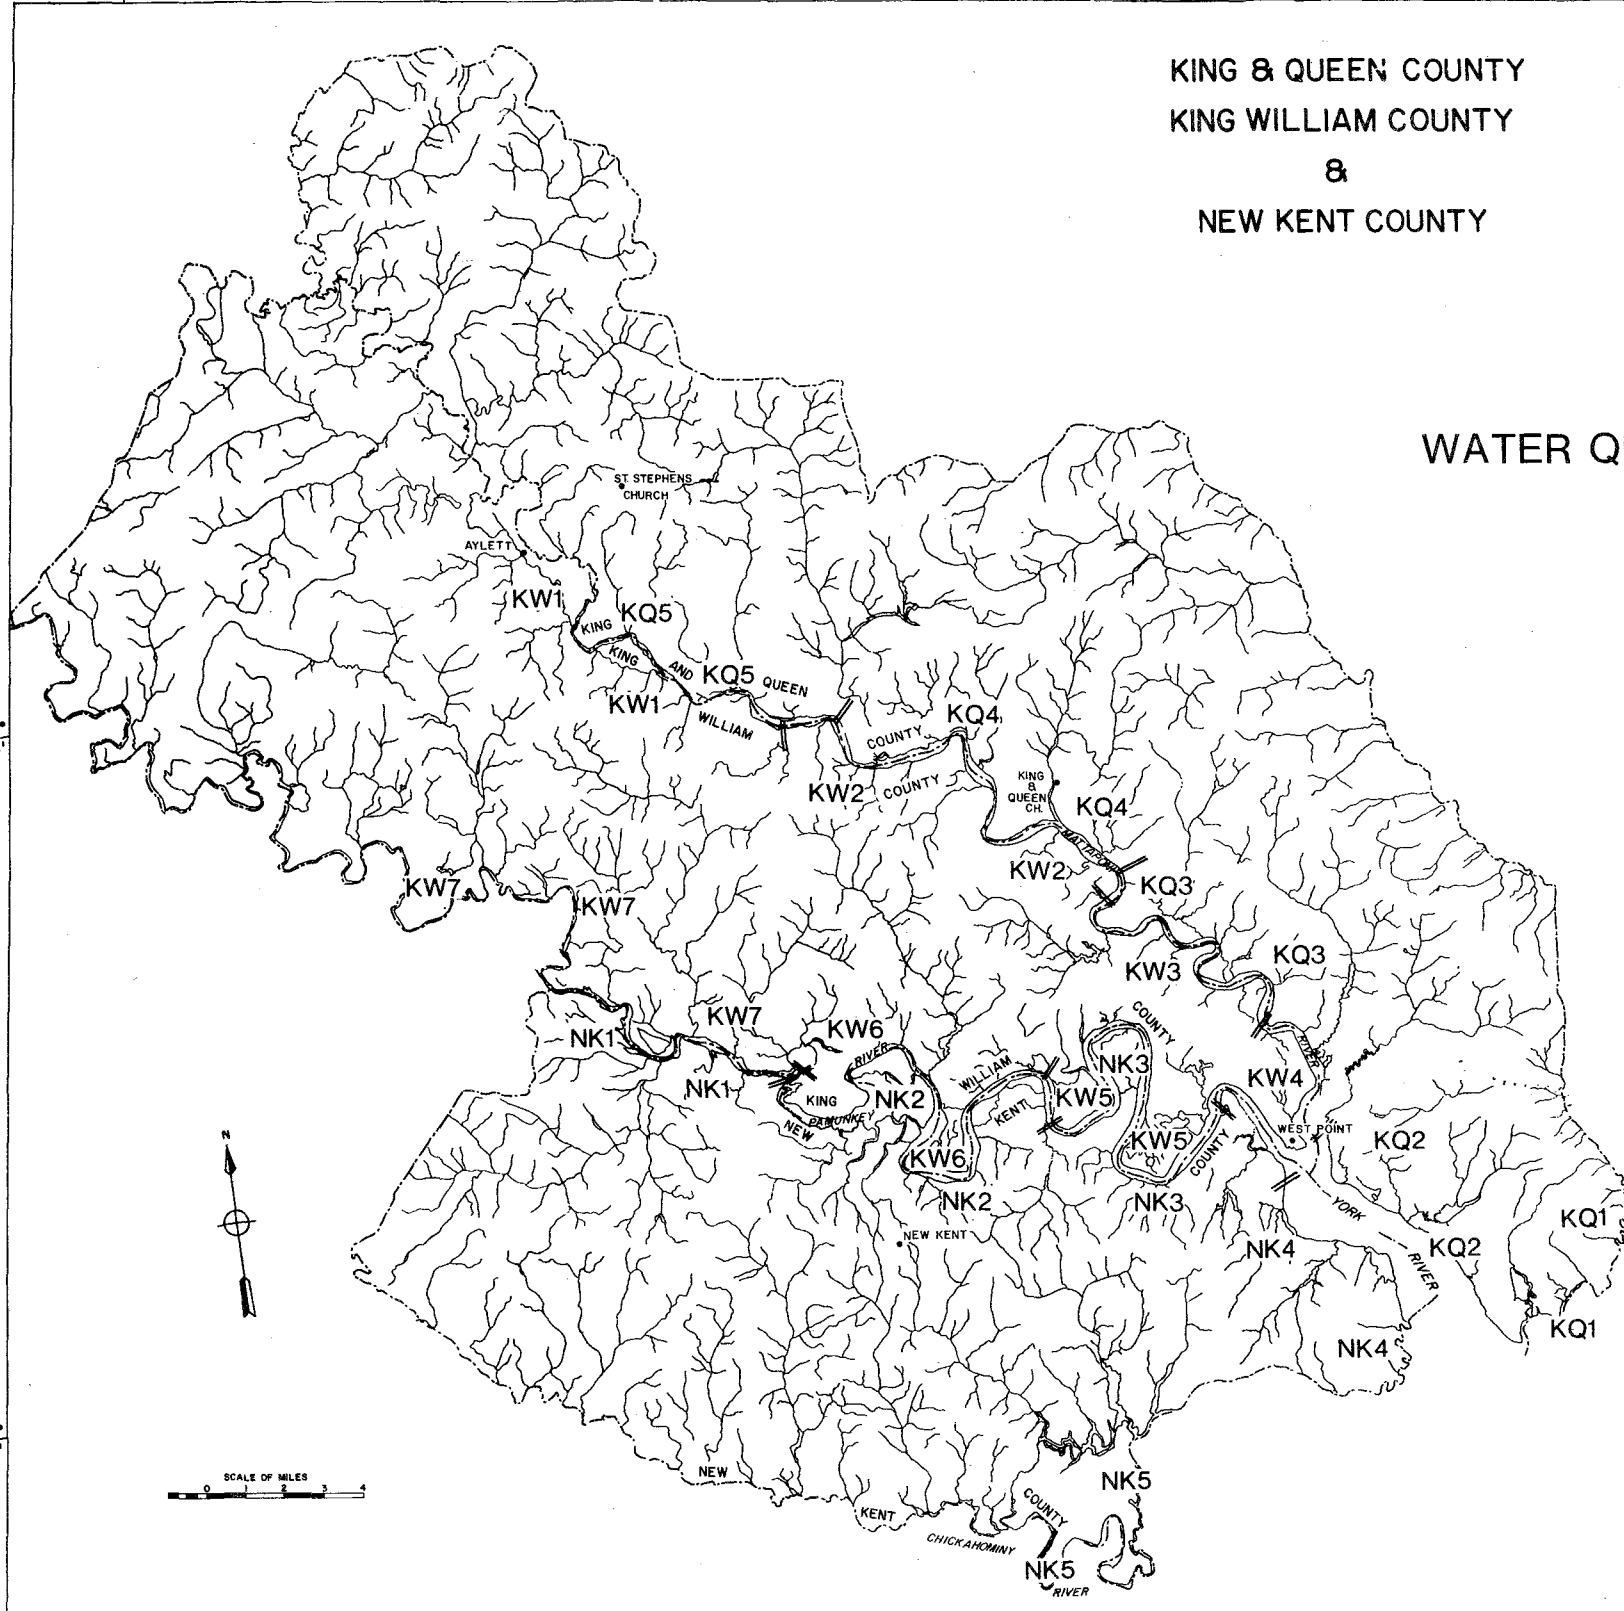 KING & QUEEN COUNTY
KING WILLIAM COUNTY
&
NEW KENT COUNTY
WATER Q
ST. STEPHENS
CHURCH
AYLETT
KW1
KQ5
KING
KING
AND
KQ5
QUEEN
KW1
WILLIAM
KQ4
COUNTY
KW2
COUNTY
KING
&
QUEEN
CH.
KQ4
MATTAPONI
KW2
KQ3
KW7
KW7
KW3
KQ3
KW7
KW6
COUNTY
NK1
RIVER
RIVER
NK3
WILLIAM
KW4
NK1
KING
NK2
KW5
PAMUNKEY
KENT
NEW
WEST POINT
KQ2
KW5
COUNTY
KW6
N
NK2
NK3
YORK
KQ1
NEW KENT
NK4
KQ2
RIVER
KQ1
NK4
SCALE OF MILES
0 1 2 3 4
NEW
NK5
KENT
COUNTY
CHICKAHOMINY
NK5
RIVER